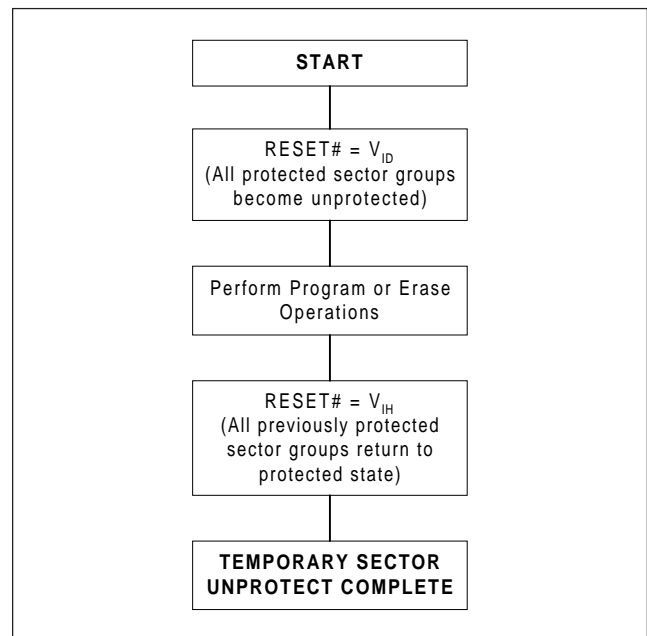 START
RESET# = V_ID
(All protected sector groups
become unprotected)
Perform Program or Erase
Operations
RESET# = V_IH
(All previously protected
sector groups return to
protected state)
TEMPORARY SECTOR
UNPROTECT COMPLETE